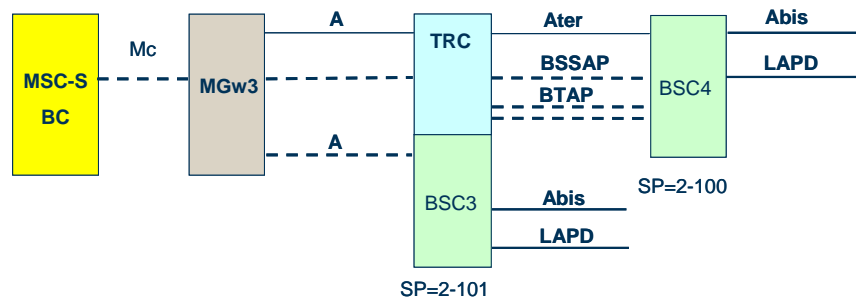 A
Ater
Abis
Mc
TRC
BSSAP
LAPD
MSC-S
BC
MGw3
BTAP
BSC4
A
SP=2-100
BSC3
Abis
LAPD
SP=2-101